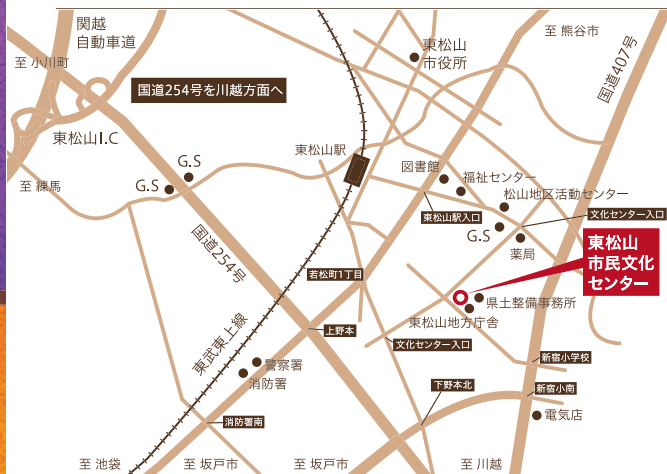 関越
自動車道
至 小川町
国道254号を川越方面へ
東松山I.C
至 練馬
G.S
G.S
国道254号
東松山駅
東松山
市役所
至 熊谷市
国道407号
図書館
福祉センター
松山地区活動センター
東松山駅入口
文化センター入口
G.S
薬局
東松山
市民文化
センター
若松町1丁目
県土整備事務所
東松山地方庁舎
上野本
文化センター入口
東武東上線
警察署
消防署
新宿小学校
下野本北
新宿小南
消防署南
電気店
至 池袋
至 坂戸市
至 坂戸市
至 川越